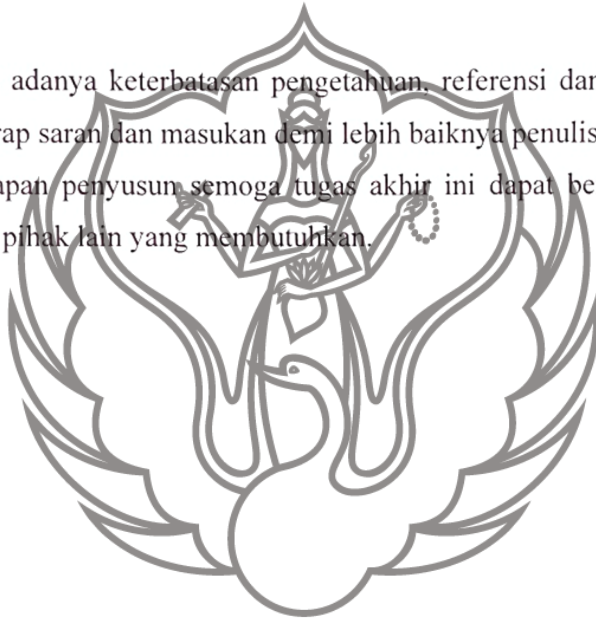 adanya keterbatasan pengetahuan, referensi dan
rap saran dan masukan demi lebih baiknya penulis
apan penyusun semoga tugas akhir ini dapat be
pihak lain yang membutuhkan.